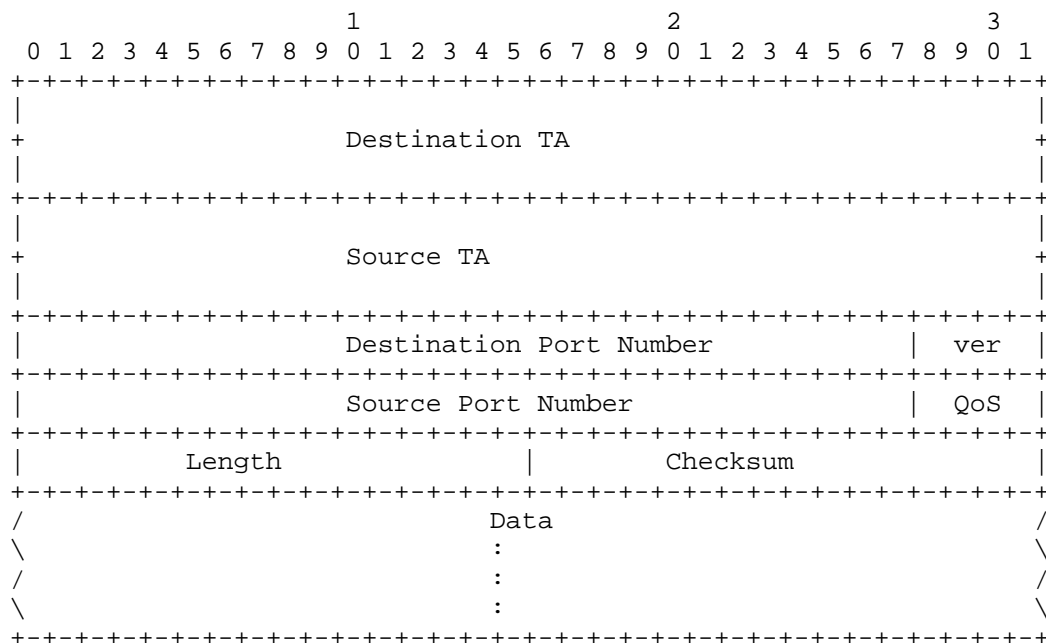 1                   2                   3
 0 1 2 3 4 5 6 7 8 9 0 1 2 3 4 5 6 7 8 9 0 1 2 3 4 5 6 7 8 9 0 1
+-+-+-+-+-+-+-+-+-+-+-+-+-+-+-+-+-+-+-+-+-+-+-+-+-+-+-+-+-+-+-+-+
|                                                               |
+                    Destination TA                             +
|                                                               |
+-+-+-+-+-+-+-+-+-+-+-+-+-+-+-+-+-+-+-+-+-+-+-+-+-+-+-+-+-+-+-+-+
|                                                               |
+                    Source TA                                  +
|                                                               |
+-+-+-+-+-+-+-+-+-+-+-+-+-+-+-+-+-+-+-+-+-+-+-+-+-+-+-+-+-+-+-+-+
|                    Destination Port Number            |  ver  |
+-+-+-+-+-+-+-+-+-+-+-+-+-+-+-+-+-+-+-+-+-+-+-+-+-+-+-+-+-+-+-+-+
|                    Source Port Number                 |  QoS  |
+-+-+-+-+-+-+-+-+-+-+-+-+-+-+-+-+-+-+-+-+-+-+-+-+-+-+-+-+-+-+-+-+
|          Length               |        Checksum               |
+-+-+-+-+-+-+-+-+-+-+-+-+-+-+-+-+-+-+-+-+-+-+-+-+-+-+-+-+-+-+-+-+
/                             Data                              /
\                             :                                 \
/                             :                                 /
\                             :                                 \
+-+-+-+-+-+-+-+-+-+-+-+-+-+-+-+-+-+-+-+-+-+-+-+-+-+-+-+-+-+-+-+-+